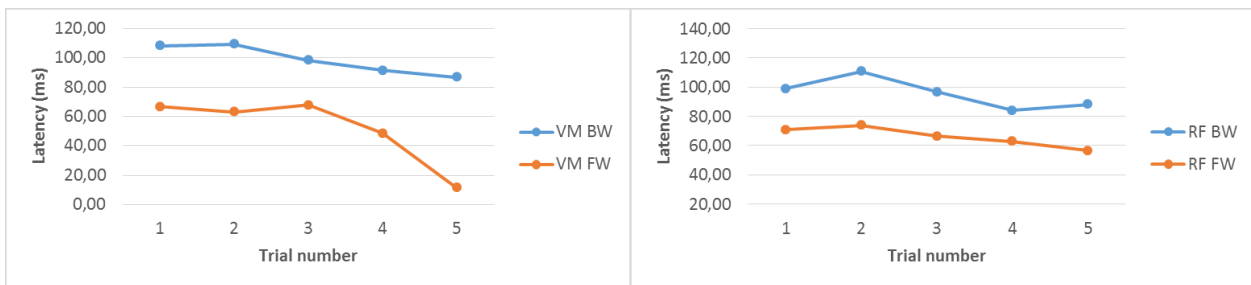 120,00
100,00
80,00
60,00
40,00
20,00
0,00
Latency (ms)
1 2 3 4 5
Trial number
VM BW
VM FW
140,00
120,00
100,00
80,00
60,00
40,00
20,00
Latency (ms)
1 2 3 4 5
Trial number
RF BW
RF FW